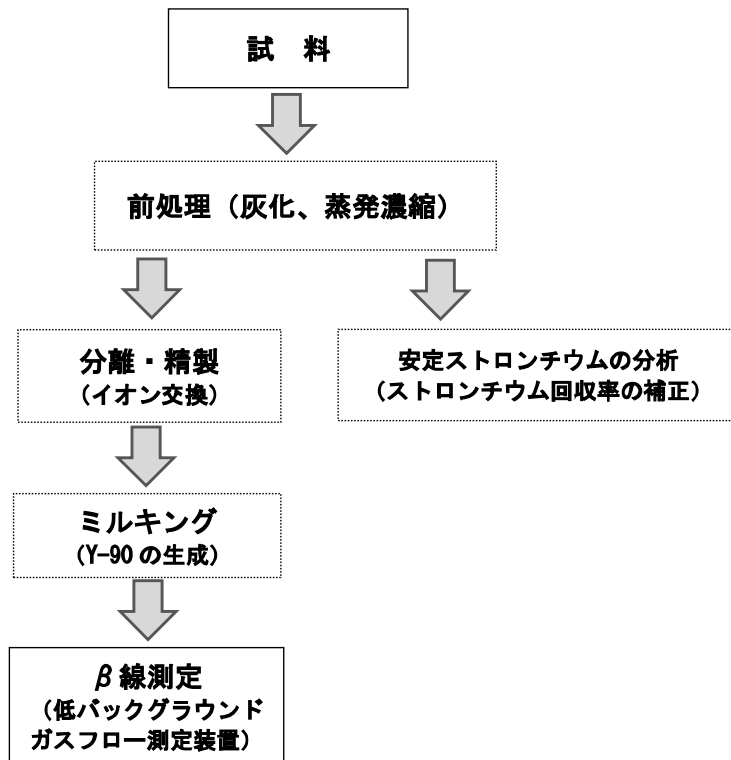 試　料
前処理（灰化、蒸発濃縮）
分離・精製
（イオン交換）
安定ストロンチウムの分析
（ストロンチウム回収率の補正）
ミルキング
（Y-90 の生成）
β線測定
（低バックグラウンド
ガスフロー測定装置）